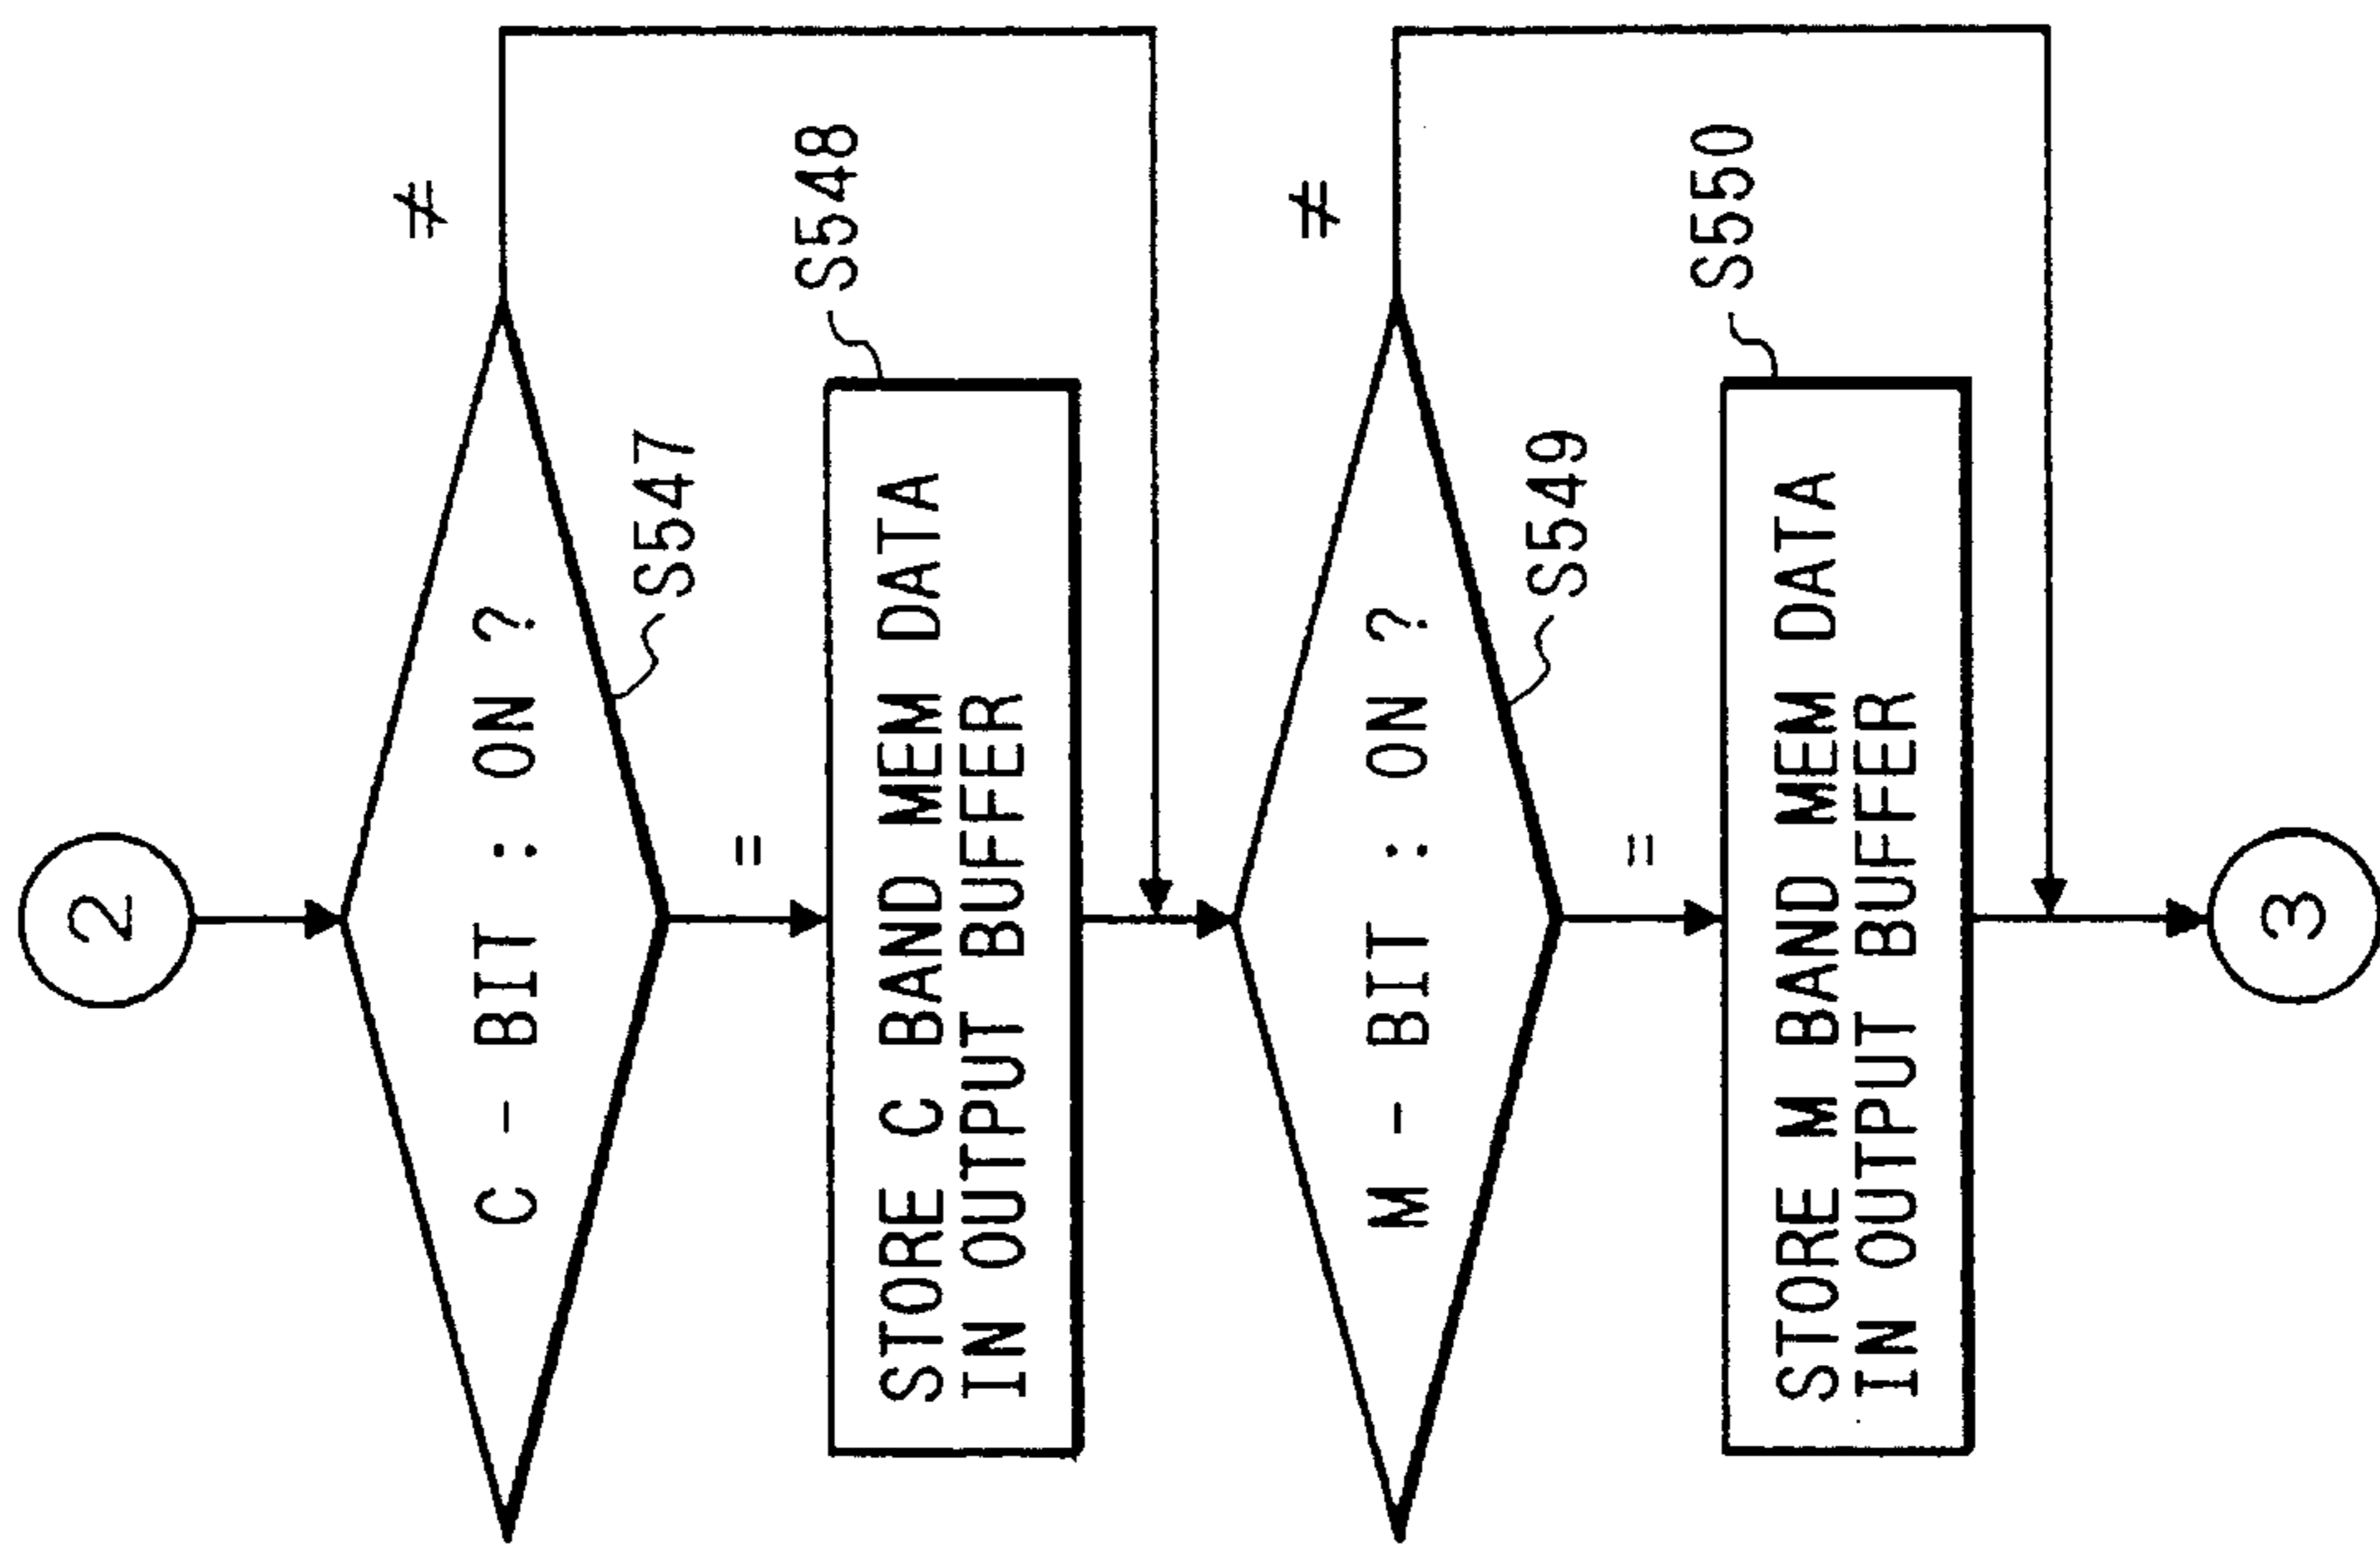 2
C - BIT : ON ?
≠
S547
=
S548
STORE C BAND MEM DATA
IN OUTPUT BUFFER
M - BIT : ON ?
≠
S549
=
S550
STORE M BAND MEM DATA
IN OUTPUT BUFFER
3